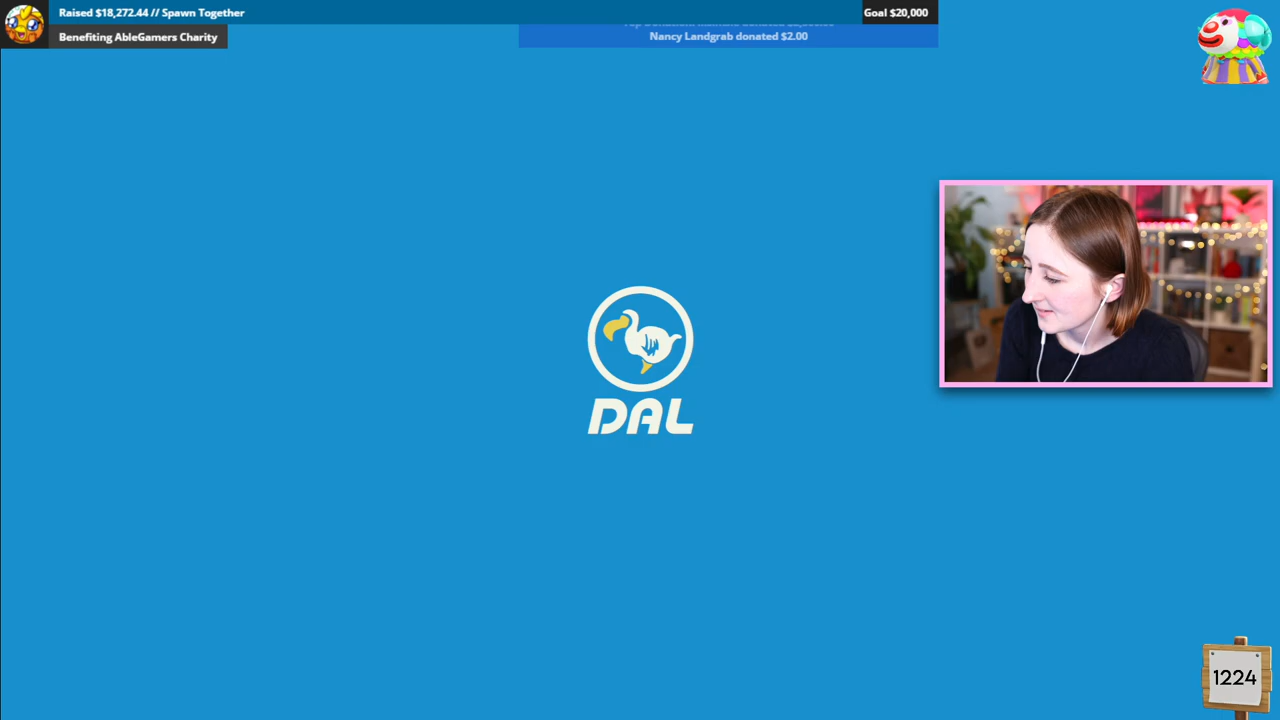 Raised $18,272.44 // Spawn Together
Goal $20,000
Benefiting AbleGamers Charity
Nancy Landgrab donated $2.00
DAL
1224